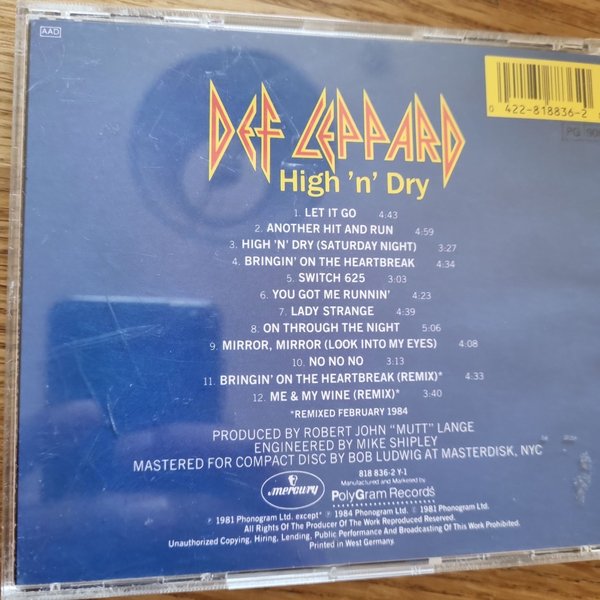 AAD
DEF LEPPARD
High 'n' Dry
0 422-818836-2
PG 90
1. LET IT GO 4.43
2. ANOTHER HIT AND RUN 4:59
3. HIGH 'N' DRY (SATURDAY NIGHT) 3:27
4. BRINGIN' ON THE HEARTBREAK 4:34
5. SWITCH 625 3:03
6. YOU GOT ME RUNNIN' 4:23
7. LADY STRANGE 4:39
8. ON THROUGH THE NIGHT 5:06
9. MIRROR, MIRROR (LOOK INTO MY EYES) 4:08
10. NO NO NO 3:13
11. BRINGIN' ON THE HEARTBREAK (REMIX)* 4:33
12. ME & MY WINE (REMIX)* 3:40
*REMIXED FEBRUARY 1984
PRODUCED BY ROBERT JOHN "MUTT" LANGE
ENGINEERED BY MIKE SHIPLEY
MASTERED FOR COMPACT DISC BY BOB LUDWIG AT MASTERDISK, NYC
818 836-2 Y-1
Manufactured and Marketed by
mercury PolyGram Records
℗ 1981 Phonogram Ltd. except* ℗ 1984 Phonogram Ltd. © 1981 Phonogram Ltd.
All Rights Of The Producer Of The Work Reproduced Reserved.
Unauthorized Copying, Hiring, Lending, Public Performance And Broadcasting Of This Work Prohibited.
Printed in West Germany.